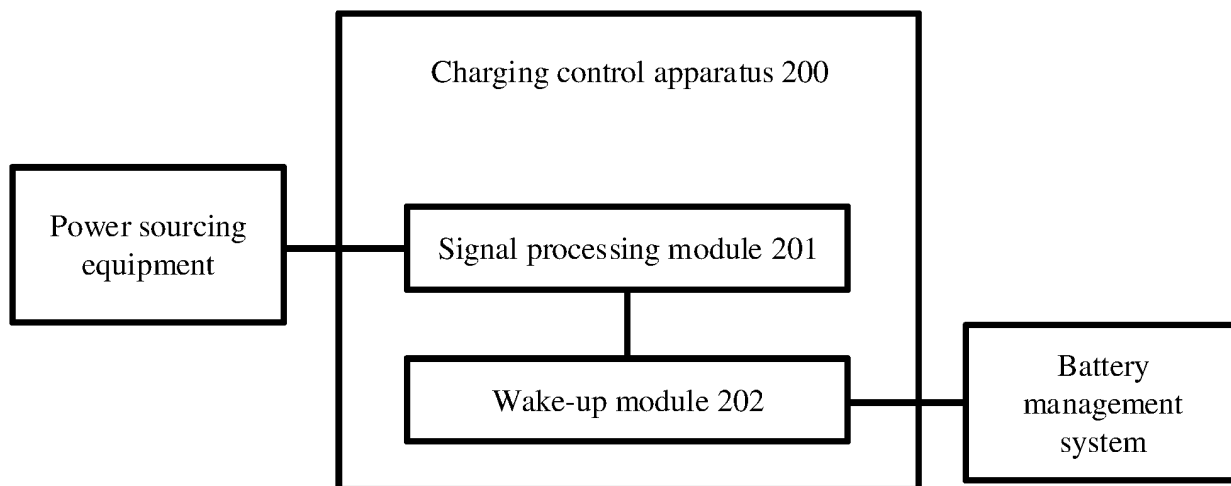 Charging control apparatus 200
Power sourcing
equipment
Signal processing module 201
Wake-up module 202
Battery
management
system